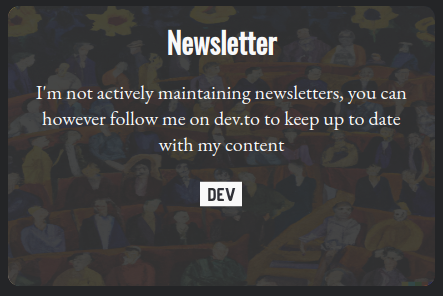 Newsletter
I'm not actively maintaining newsletters, you can
however follow me on dev.to to keep up to date
with my content
DEV